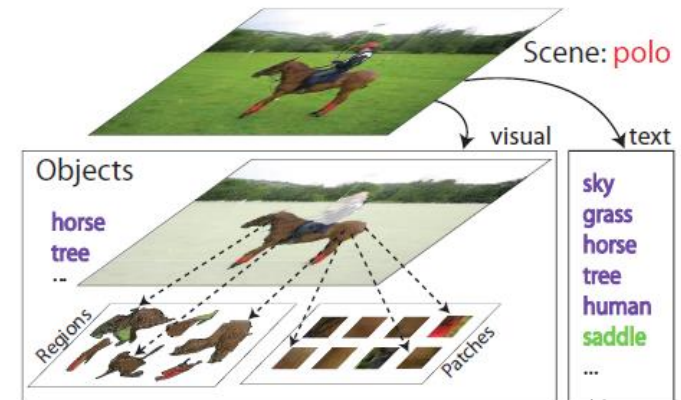 Scene: polo
visual
text
Objects
horse
tree
...
Regions
Patches
sky
grass
horse
tree
human
saddle
...